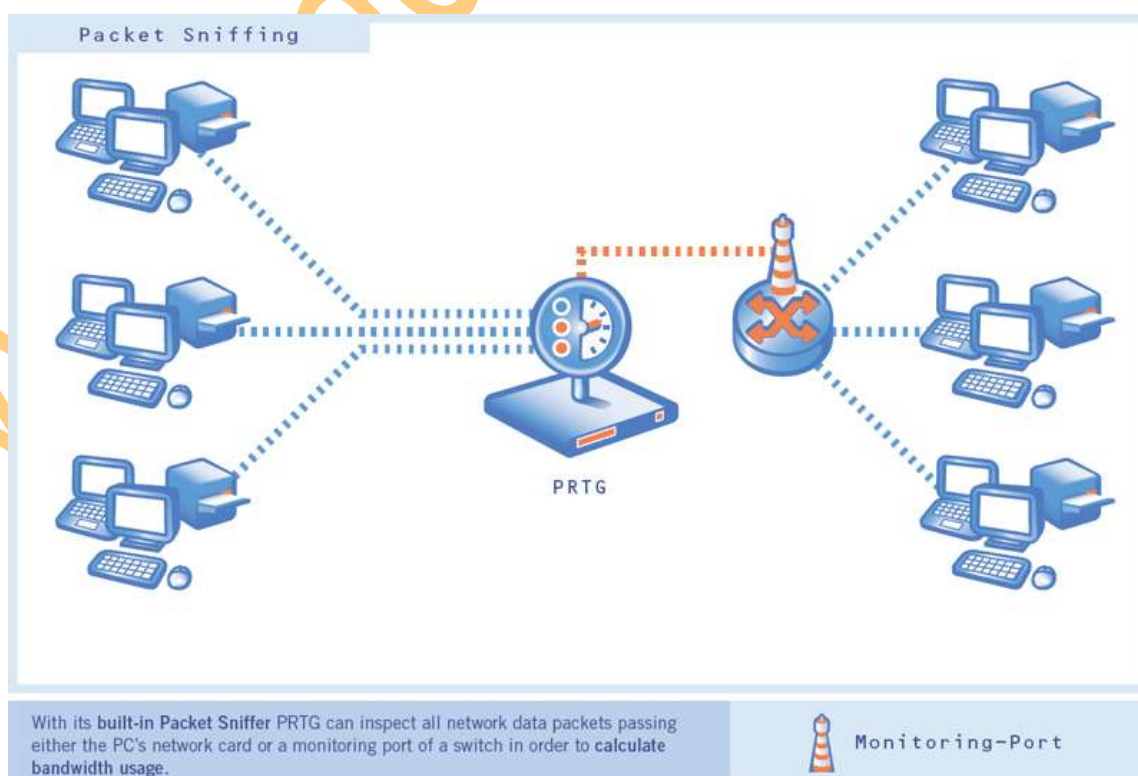 Packet Sniffing
PRTG
With its built-in Packet Sniffer PRTG can inspect all network data packets passing
either the PC's network card or a monitoring port of a switch in order to calculate
bandwidth usage.
Monitoring-Port